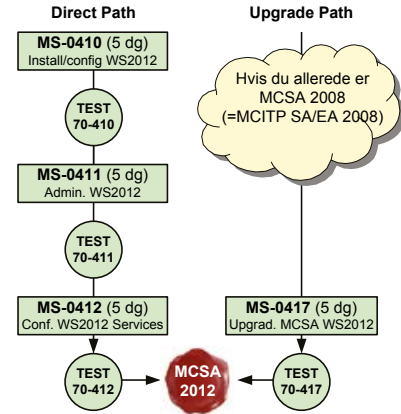 Direct Path
MS-0410 (5 dg)
Install/config WS2012
TEST
70-410
MS-0411 (5 dg)
Admin. WS2012
TEST
70-411
MS-0412 (5 dg)
Conf. WS2012 Services
TEST
70-412
MCSA
2012
Upgrade Path
Hvis du allerede er
MCSA 2008
(=MCITP SA/EA 2008)
MS-0417 (5 dg)
Upgrad. MCSA WS2012
TEST
70-417